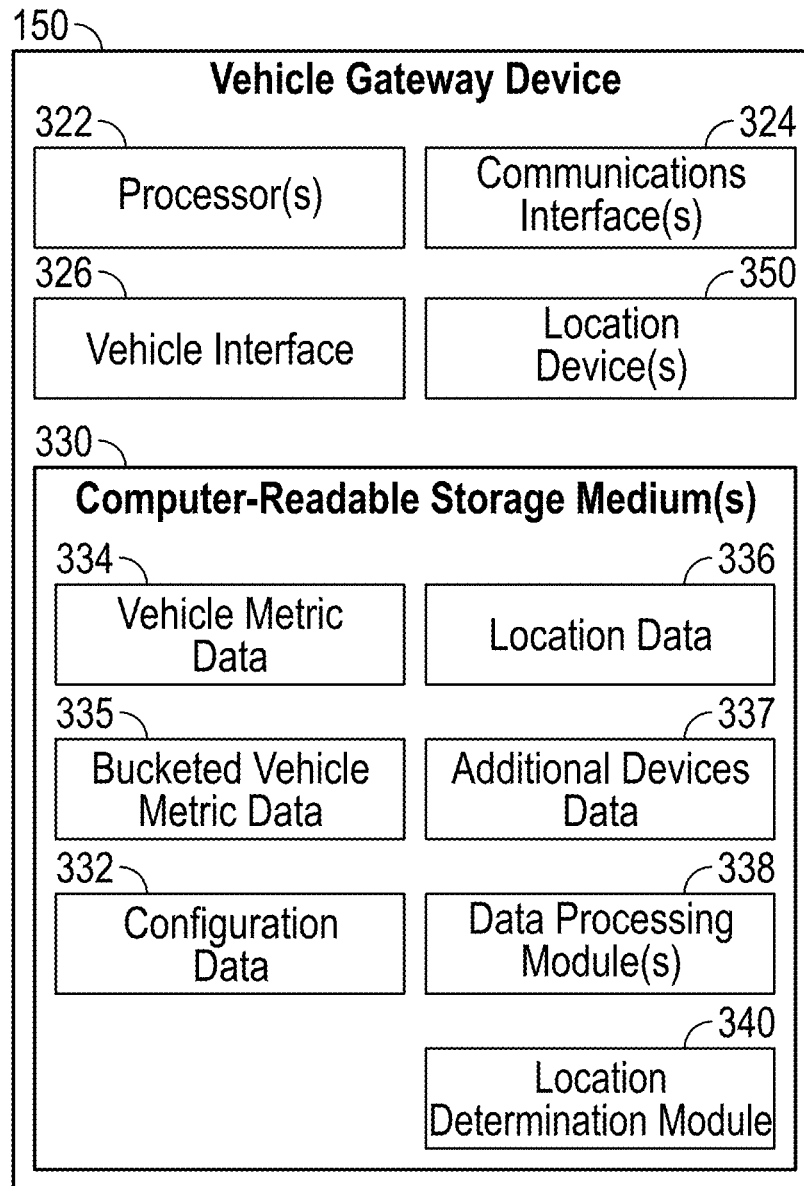 150
Vehicle Gateway Device
322
324
Processor(s)
Communications
Interface(s)
326
350
Vehicle Interface
Location
Device(s)
330
Computer-Readable Storage Medium(s)
334
336
Vehicle Metric
Data
Location Data
335
337
Bucketed Vehicle
Metric Data
Additional Devices
Data
332
338
Configuration
Data
Data Processing
Module(s)
340
Location
Determination Module